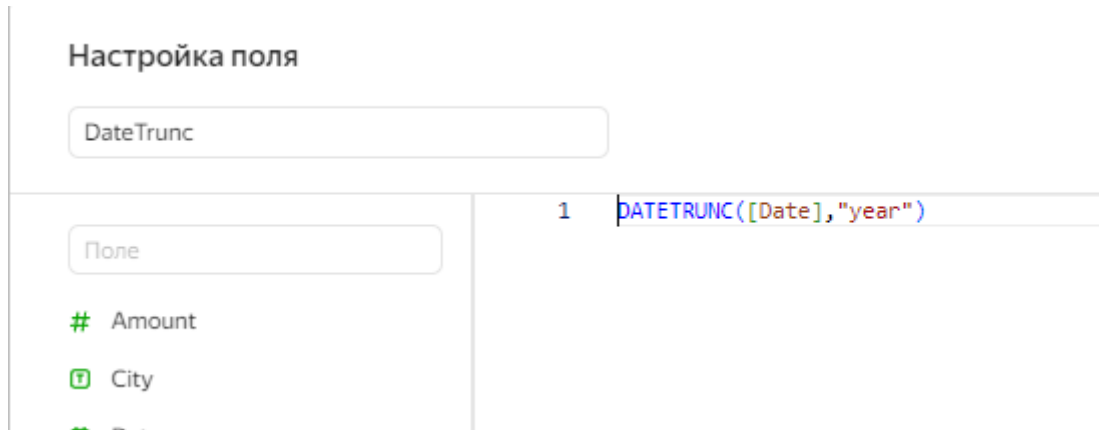 Настройка поля
DateTrunc
1 DATETRUNC([Date],"year")
Поле
# Amount
City